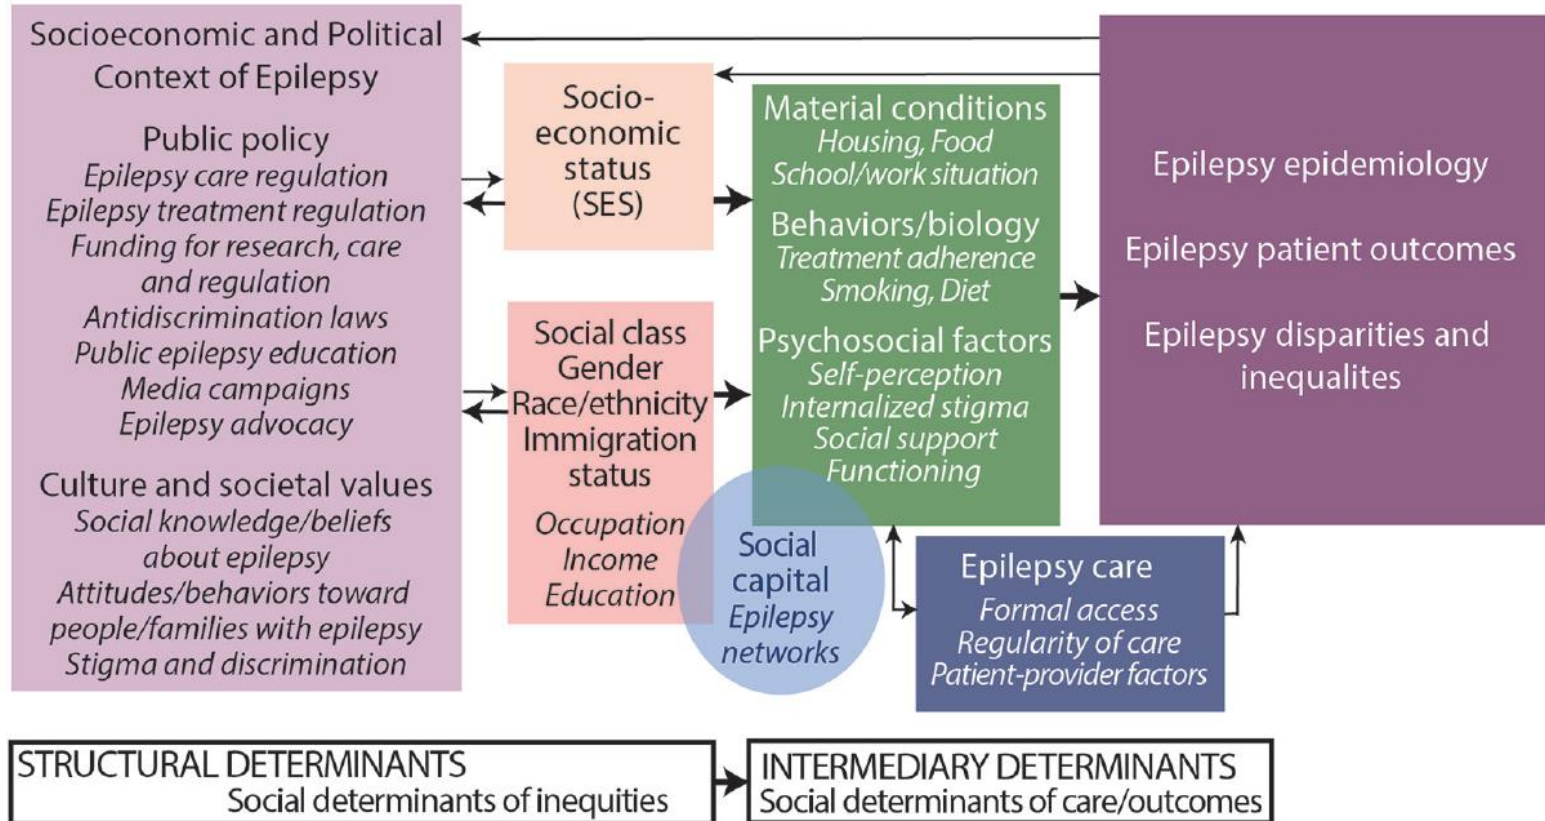 Socioeconomic and Political
Context of Epilepsy
Public policy
Epilepsy care regulation
Epilepsy treatment regulation
Funding for research, care
and regulation
Antidiscrimination laws
Public epilepsy education
Media campaigns
Epilepsy advocacy
Culture and societal values
Social knowledge/beliefs
about epilepsy
Attitudes/behaviors toward
people/families with epilepsy
Stigma and discrimination
Socio-
economic
status
(SES)
Social class
Gender
Race/ethnicity
Immigration
status
Occupation
Income
Education
Social
capital
Epilepsy
networks
Material conditions
Housing, Food
School/work situation
Behaviors/biology
Treatment adherence
Smoking, Diet
Psychosocial factors
Self-perception
Internalized stigma
Social support
Functioning
Epilepsy care
Formal access
Regularity of care
Patient-provider factors
Epilepsy epidemiology
Epilepsy patient outcomes
Epilepsy disparities and
inequalites
STRUCTURAL DETERMINANTS
Social determinants of inequities
INTERMEDIARY DETERMINANTS
Social determinants of care/outcomes